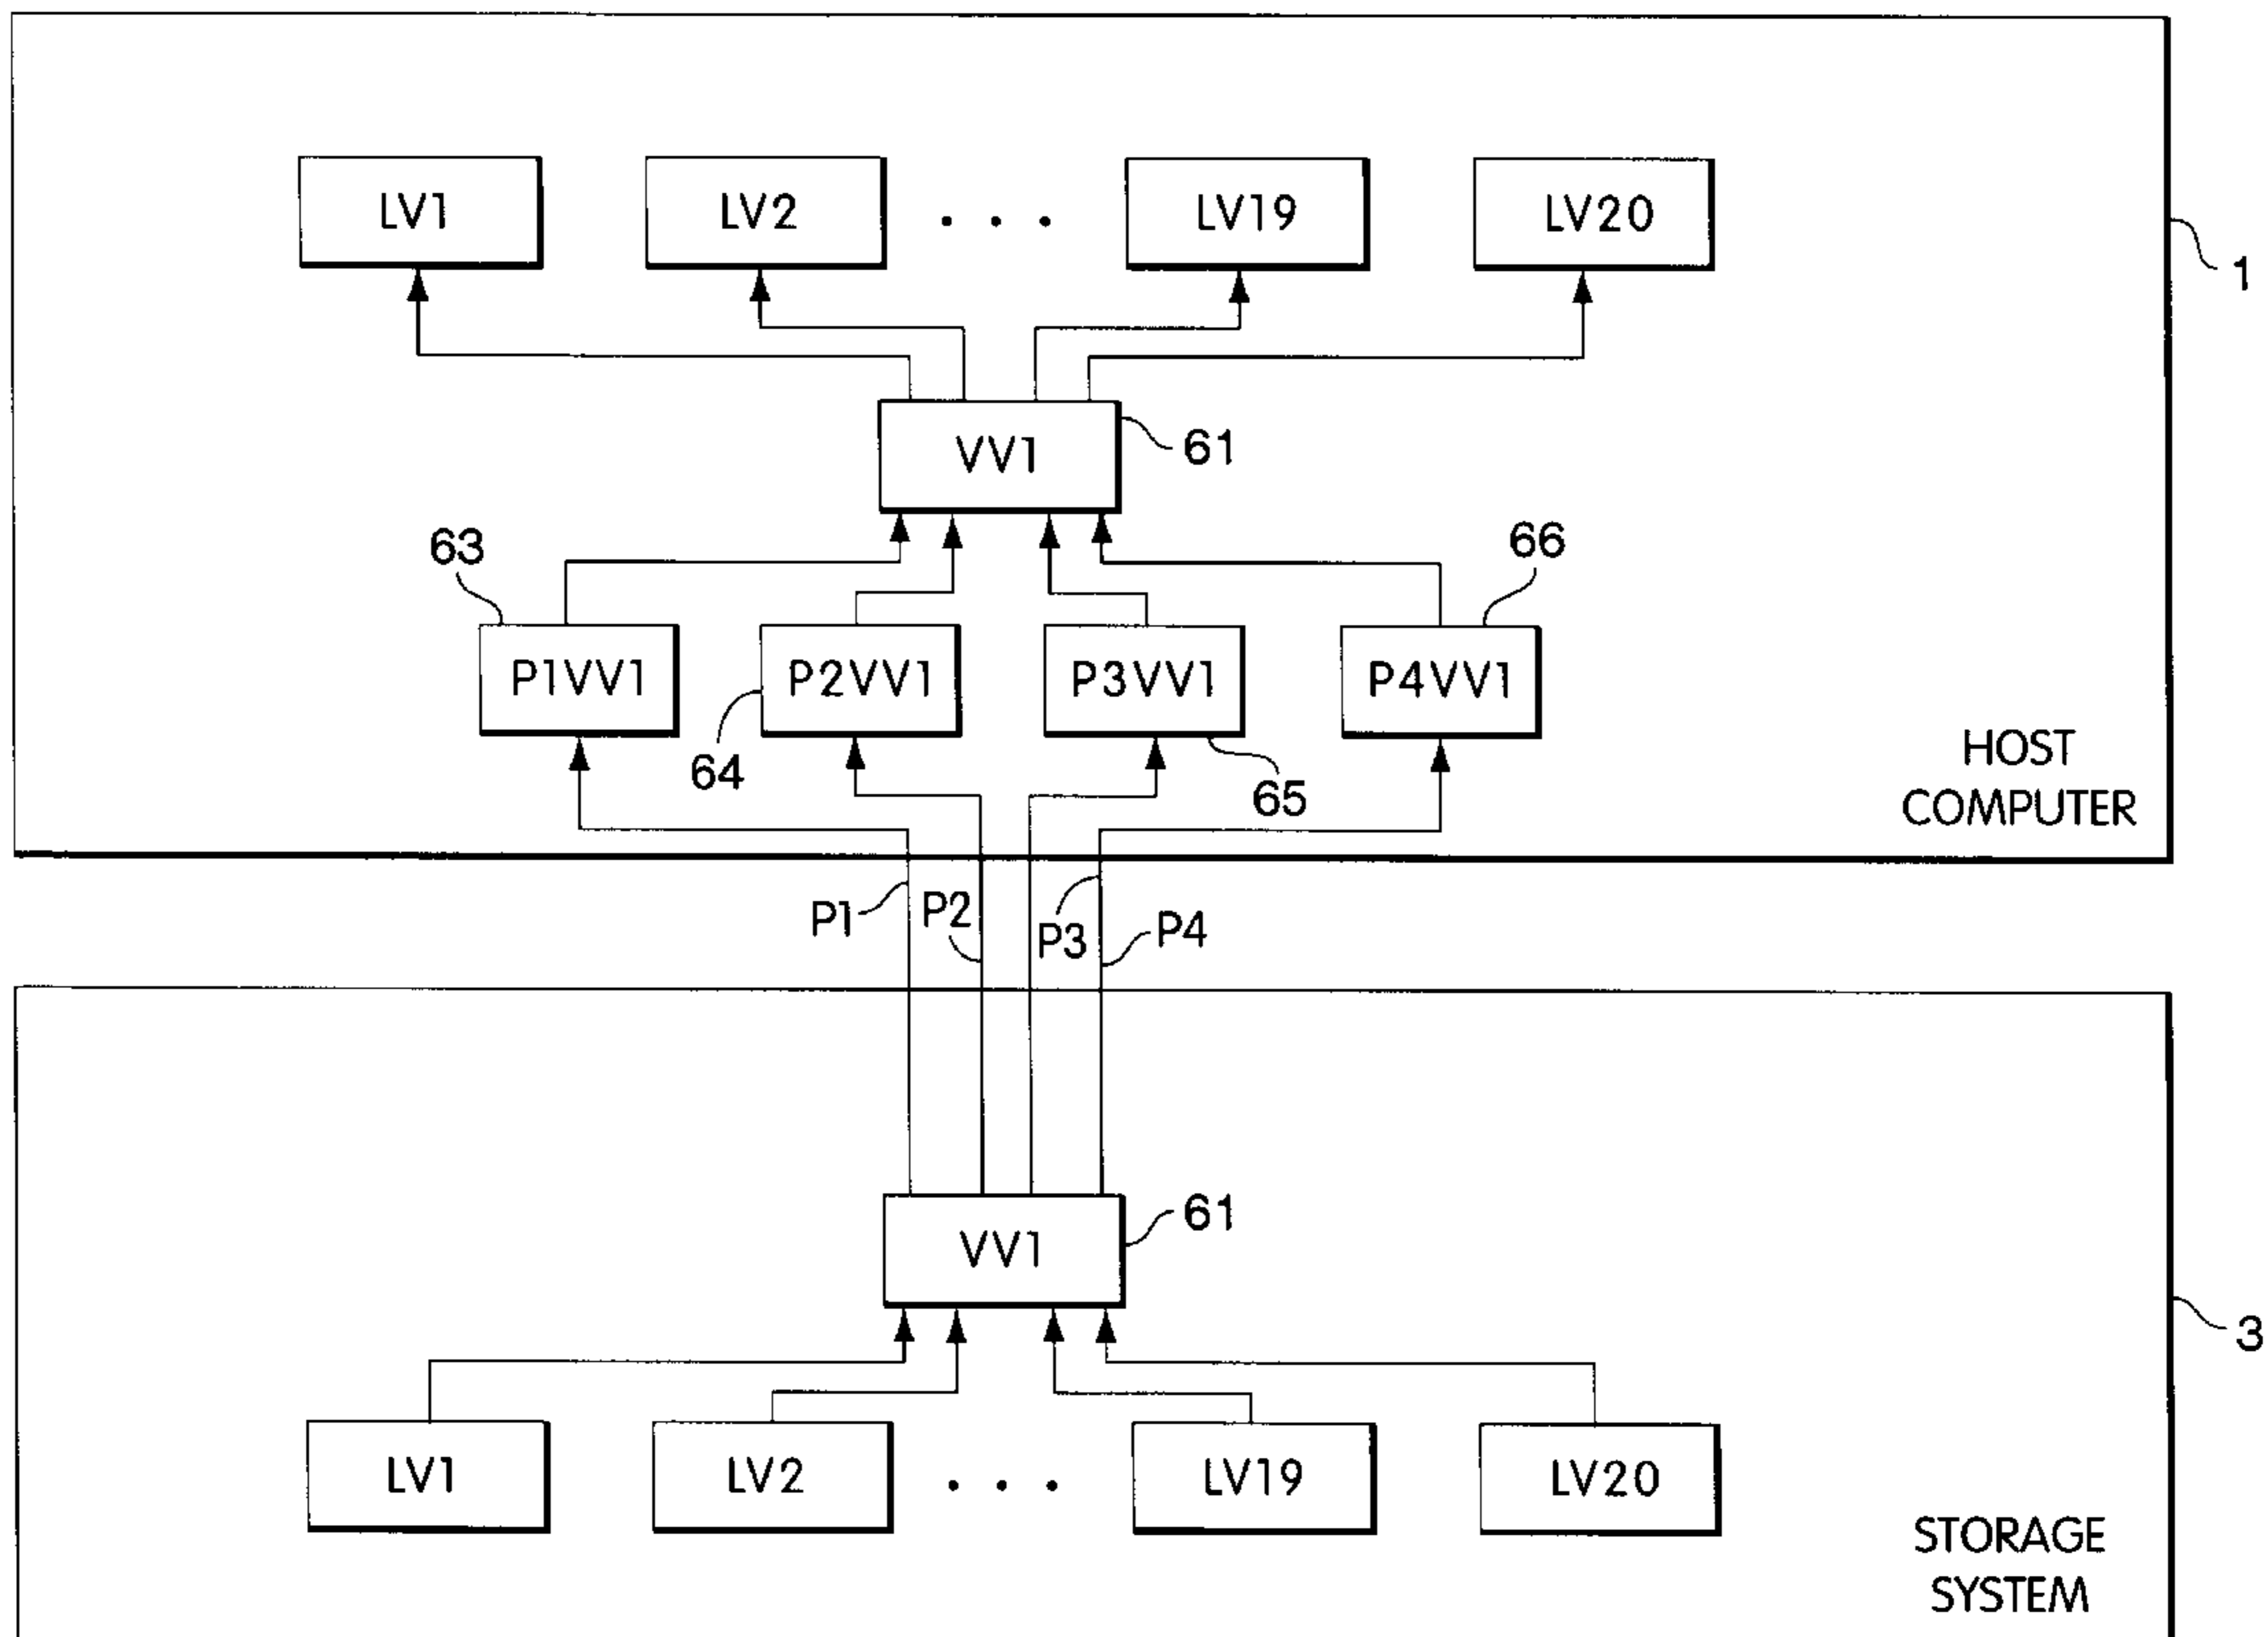 LV1
LV2
. . .
LV19
LV20
1
VV1
61
63
66
P1VV1
P2VV1
P3VV1
P4VV1
64
65
HOST
COMPUTER
P1
P2
P3
P4
VV1
61
3
LV1
LV2
. . .
LV19
LV20
STORAGE
SYSTEM